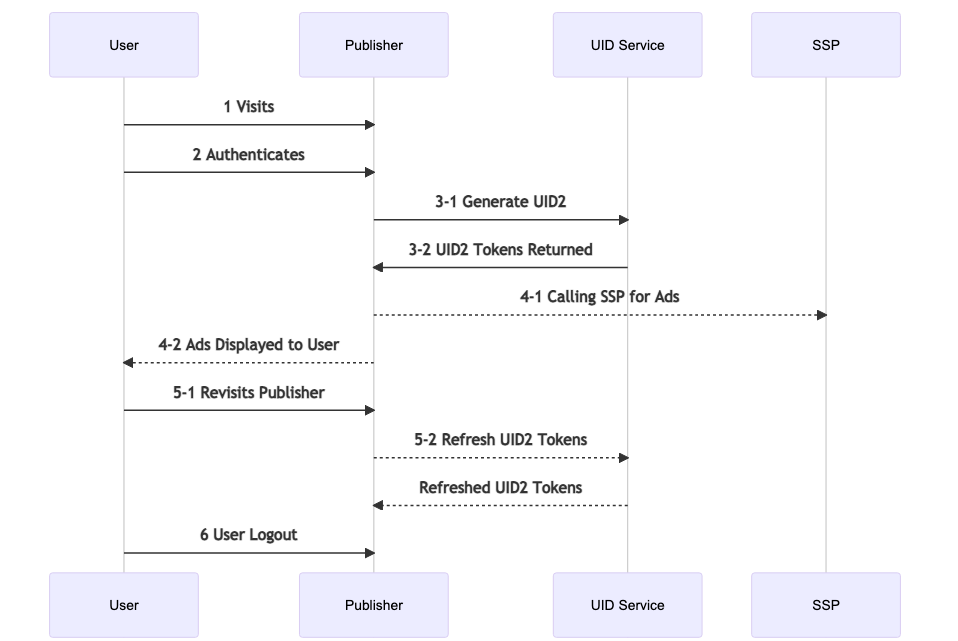 User
Publisher
UID Service
SSP
1 Visits
2 Authenticates
3-1 Generate UID2
3-2 UID2 Tokens Returned
4-1 Calling SSP for Ads
4-2 Ads Displayed to User
5-1 Revisits Publisher
5-2 Refresh UID2 Tokens
Refreshed UID2 Tokens
6 User Logout
User
Publisher
UID Service
SSP